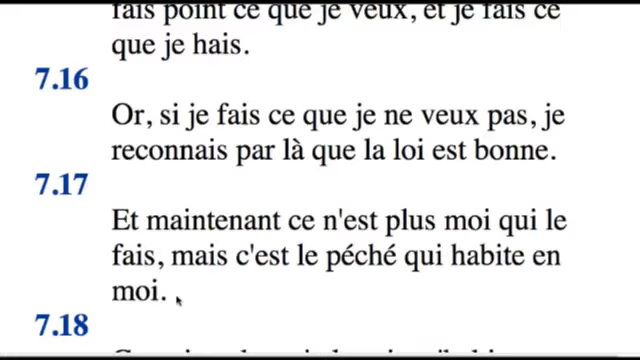 fais point ce que je veux, et je fais ce
que je hais.
7.16
Or, si je fais ce que je ne veux pas, je
reconnais par là que la loi est bonne.
7.17
Et maintenant ce n'est plus moi qui le
fais, mais c'est le péché qui habite en
moi.
7.18